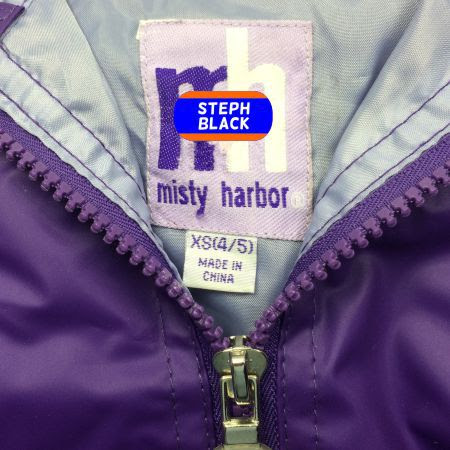 mh
STEPH
BLACK
misty harbor®
XS(4/5)
MADE IN
CHINA